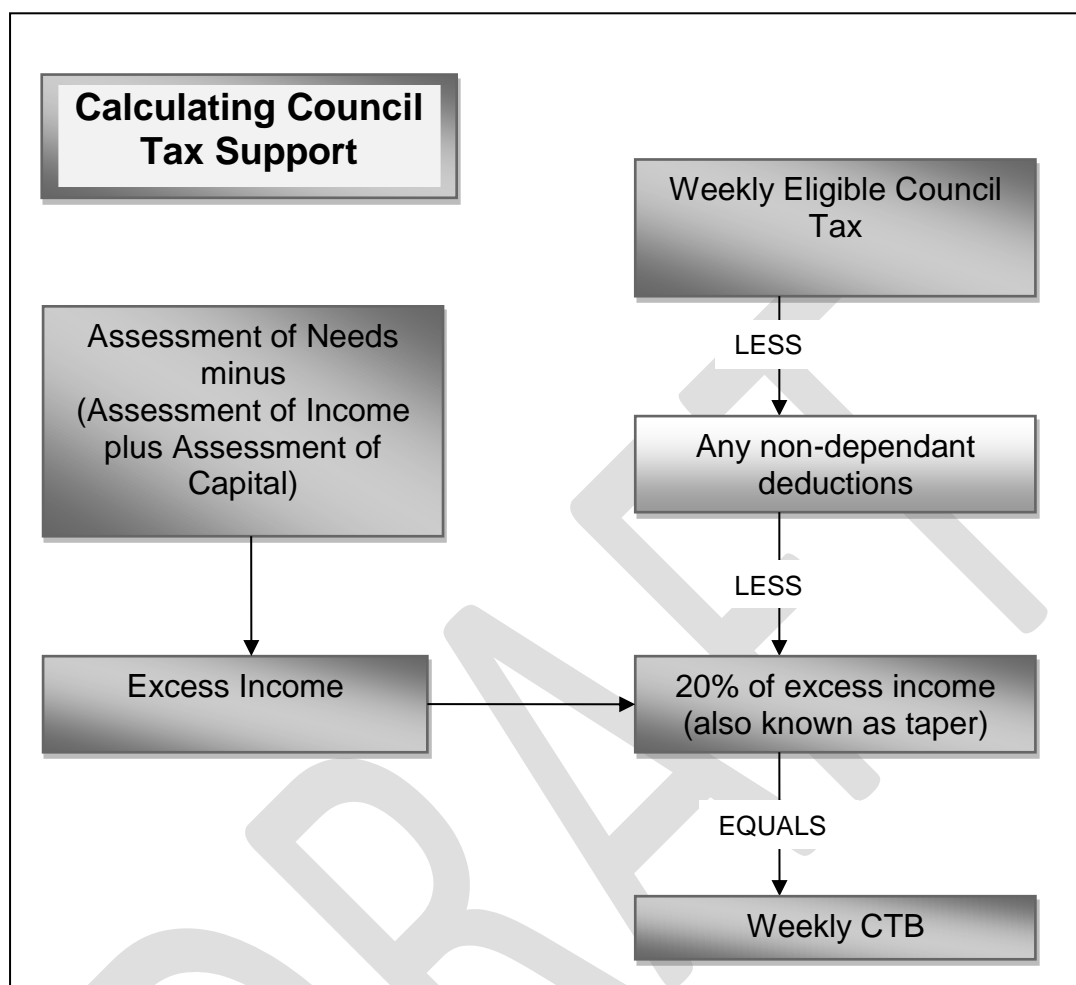 Calculating Council
Tax Support
Weekly Eligible Council
Tax
LESS
Assessment of Needs
minus
(Assessment of Income
plus Assessment of
Capital)
Any non-dependant
deductions
LESS
Excess Income
20% of excess income
(also known as taper)
EQUALS
Weekly CTB
DRAFT